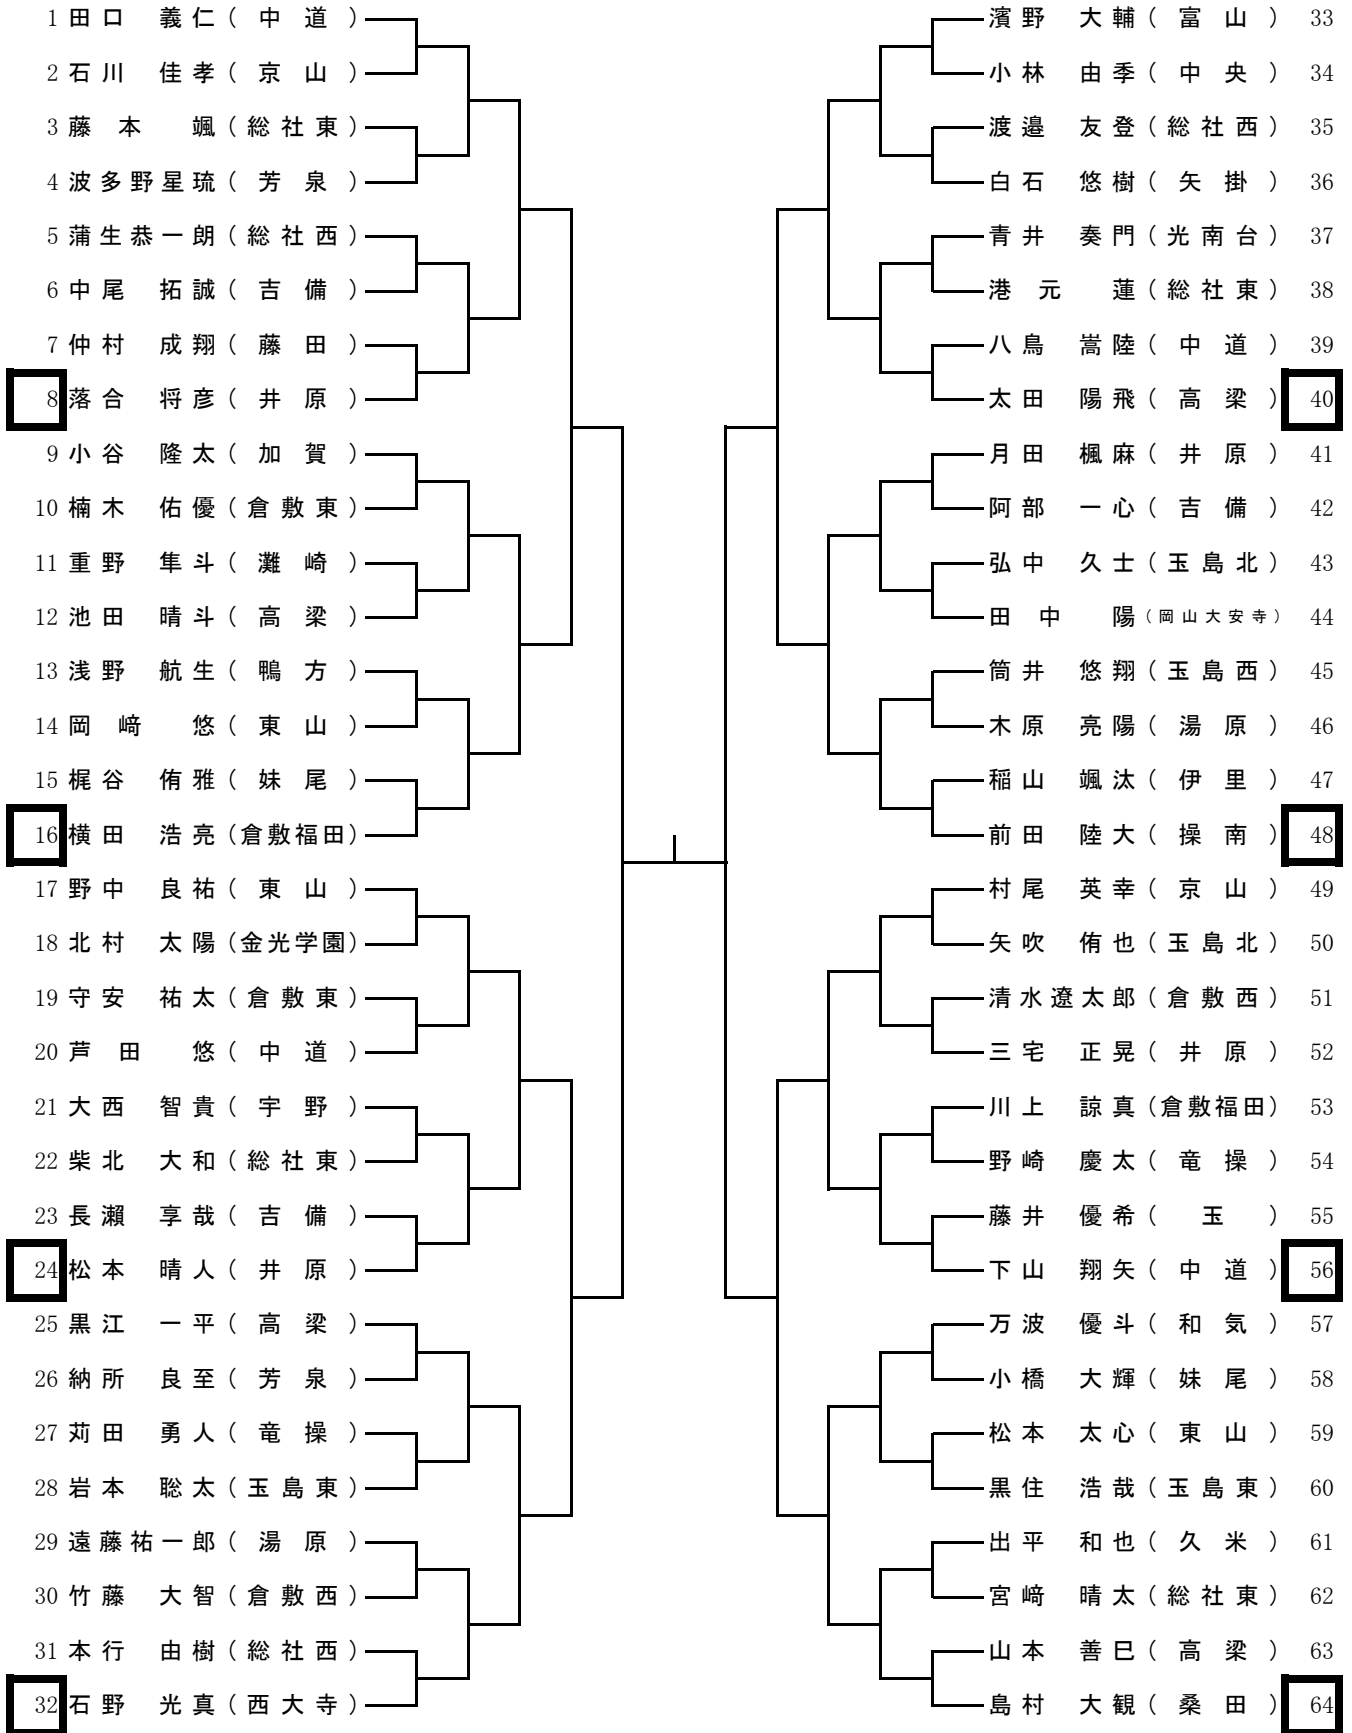 1 田口 義仁(中道)
2 石川 佳孝(京山)
3 藤本 颯(総社東)
4 波多野星琉(芳泉)
5 蒲生恭一朗(総社西)
6 中尾 拓誠(吉備)
7 仲村 成翔(藤田)
8 落合 将彦(井原)
9 小谷 隆太(加賀)
10 楠木 佑優(倉敷東)
11 重野 隼斗(灘崎)
12 池田 晴斗(高梁)
13 浅野 航生(鴨方)
14 岡﨑 悠(東山)
15 梶谷 侑雅(妹尾)
16 横田 浩亮(倉敷福田)
17 野中 良祐(東山)
18 北村 太陽(金光学園)
19 守安 祐太(倉敷東)
20 芦田 悠(中道)
21 大西 智貴(宇野)
22 柴北 大和(総社東)
23 長瀬 享哉(吉備)
24 松本 晴人(井原)
25 黒江 一平(高梁)
26 納所 良至(芳泉)
27 苅田 勇人(竜操)
28 岩本 聡太(玉島東)
29 遠藤祐一郎(湯原)
30 竹藤 大智(倉敷西)
31 本行 由樹(総社西)
32 石野 光真(西大寺)
濱野 大輔(富山) 33
小林 由季(中央) 34
渡邉 友登(総社西) 35
白石 悠樹(矢掛) 36
青井 奏門(光南台) 37
港元 蓮(総社東) 38
八鳥 嵩陸(中道) 39
太田 陽飛(高梁) 40
月田 楓麻(井原) 41
阿部 一心(吉備) 42
弘中 久士(玉島北) 43
田中 陽(岡山大安寺) 44
筒井 悠翔(玉島西) 45
木原 亮陽(湯原) 46
稲山 颯汰(伊里) 47
前田 陸大(操南) 48
村尾 英幸(京山) 49
矢吹 侑也(玉島北) 50
清水遼太郎(倉敷西) 51
三宅 正晃(井原) 52
川上 諒真(倉敷福田) 53
野崎 慶太(竜操) 54
藤井 優希(玉) 55
下山 翔矢(中道) 56
万波 優斗(和気) 57
小橋 大輝(妹尾) 58
松本 太心(東山) 59
黒住 浩哉(玉島東) 60
出平 和也(久米) 61
宮﨑 晴太(総社東) 62
山本 善巳(高梁) 63
島村 大観(桑田) 64